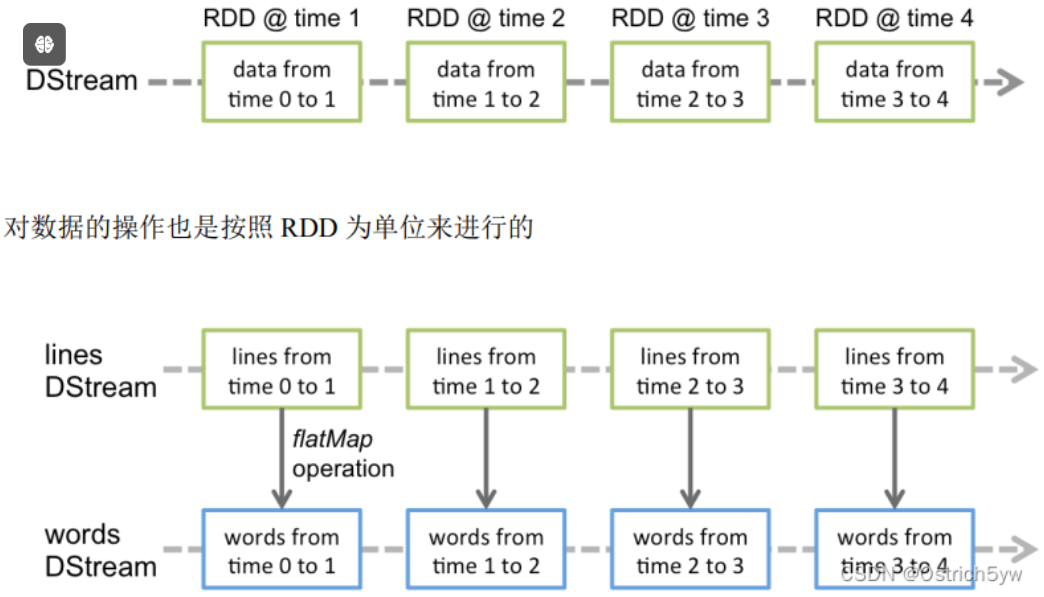 RDD @ time 1 RDD @ time 2 RDD @ time 3 RDD @ time 4
DStream
data from
time 0 to 1
data from
time 1 to 2
data from
time 2 to 3
data from
time 3 to 4
对数据的操作也是按照 RDD 为单位来进行的
lines
DStream
lines from
time 0 to 1
lines from
time 1 to 2
lines from
time 2 to 3
lines from
time 3 to 4
flatMap
operation
words
DStream
words from
time 0 to 1
words from
time 1 to 2
words from
time 2 to 3
words from
time 3 to 4
CSDN @Ostrich5yw